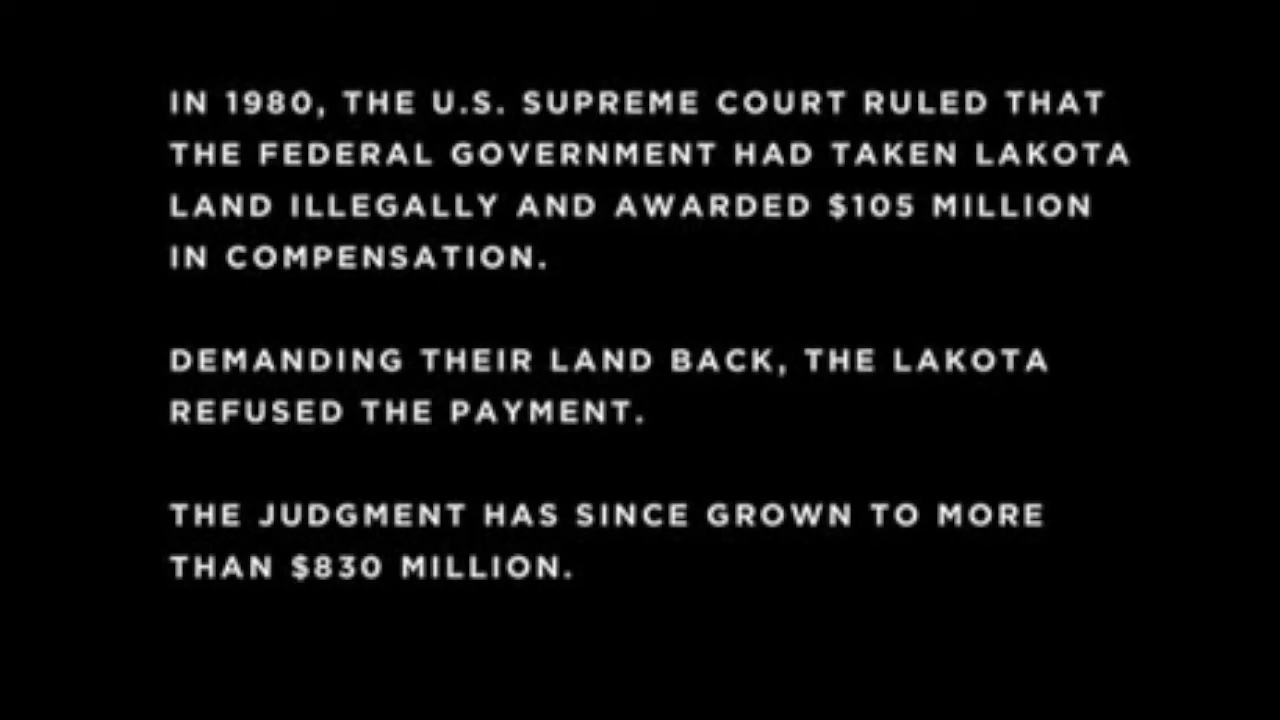 IN 1980, THE U.S. SUPREME COURT RULED THAT
THE FEDERAL GOVERNMENT HAD TAKEN LAKOTA
LAND ILLEGALLY AND AWARDED $105 MILLION
IN COMPENSATION.
DEMANDING THEIR LAND BACK, THE LAKOTA
REFUSED THE PAYMENT.
THE JUDGMENT HAS SINCE GROWN TO MORE
THAN $830 MILLION.